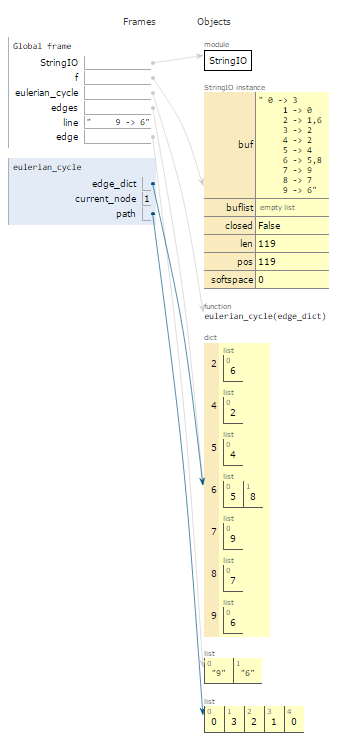 Frames Objects
Global frame
StringIO
f
eulerian_cycle
edges
line " 9 -> 6"
edge
eulerian_cycle
edge_dict
current_node 1
path
module
StringIO
StringIO instance
buf
" 0 -> 3
1 -> 0
2 -> 1,6
3 -> 2
4 -> 2
5 -> 4
6 -> 5,8
7 -> 9
8 -> 7
9 -> 6"
buflist empty list
closed False
len 119
pos 119
softspace 0
function
eulerian_cycle(edge_dict)
dict
list
0
2 6
list
0
4 2
list
0
5 4
list
0 1
6 5 8
list
0
7 9
list
0
8 7
list
0
9 6
list
0 1
"9" "6"
list
0 1 2 3 4
0 3 2 1 0